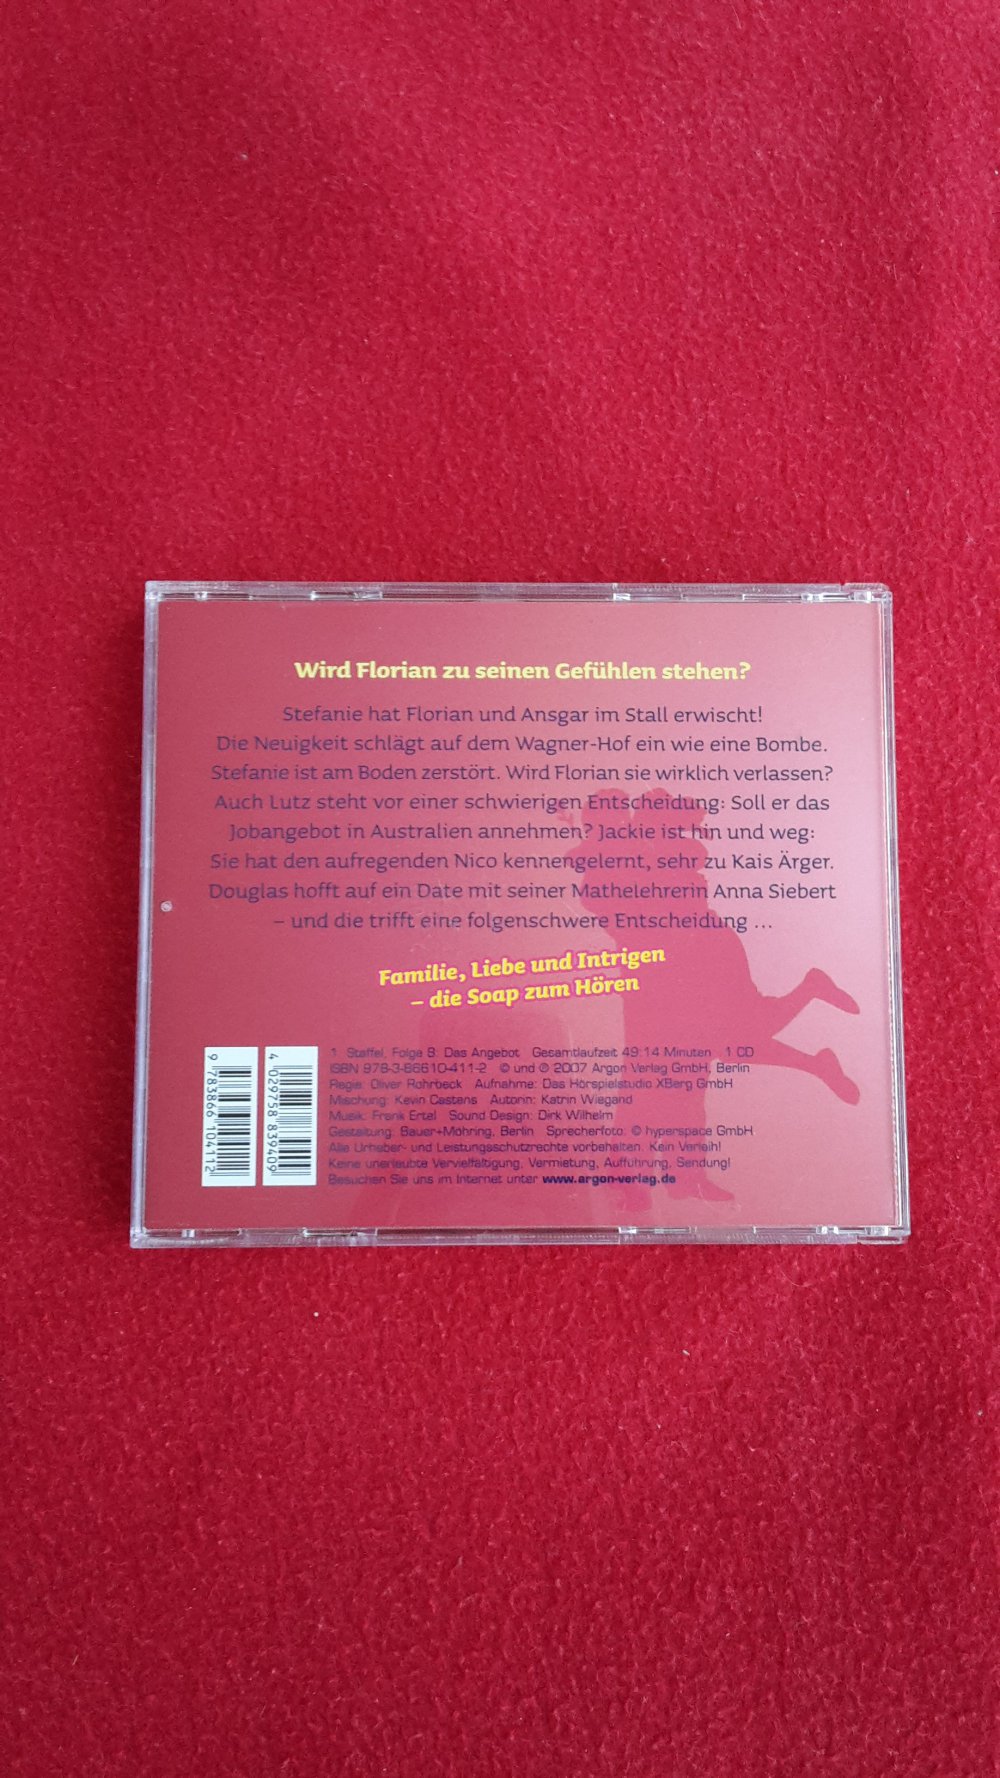 Wird Florian zu seinen Gefühlen stehen?
Stefanie hat Florian und Ansgar im Stall erwischt!
Die Neuigkeit schlägt auf dem Wagner-Hof ein wie eine Bombe.
Stefanie ist am Boden zerstört. Wird Florian sie wirklich verlassen?
Auch Lutz steht vor einer schwierigen Entscheidung: Soll er das
Jobangebot in Australien annehmen? Jackie ist hin und weg:
Sie hat den aufregenden Nico kennengelernt, sehr zu Kais Ärger.
Douglas hofft auf ein Date mit seiner Mathelehrerin Anna Siebert
– und die trifft eine folgenschwere Entscheidung ...
Familie, Liebe und Intrigen
– die Soap zum Hören
1. Staffel, Folge 8: Das Angebot Gesamtlaufzeit 49:14 Minuten 1 CD
ISBN 978-3-86610-411-2 © und ℗ 2007 Argon Verlag GmbH, Berlin
Regie: Oliver Rohrbeck Aufnahme: Das Hörspielstudio XBerg GmbH
Mischung: Kevin Castens Autorin: Katrin Wiegand
Musik: Frank Ertel Sound Design: Dirk Wilhelm
Gestaltung: Bauer+Möhring, Berlin Sprecherfoto: © hyperspace GmbH
Alle Urheber- und Leistungsschutzrechte vorbehalten. Kein Verleih!
Keine unerlaubte Vervielfältigung, Vermietung, Aufführung, Sendung!
Besuchen Sie uns im Internet unter www.argon-verlag.de
9 783866 104112
4 029758 839409